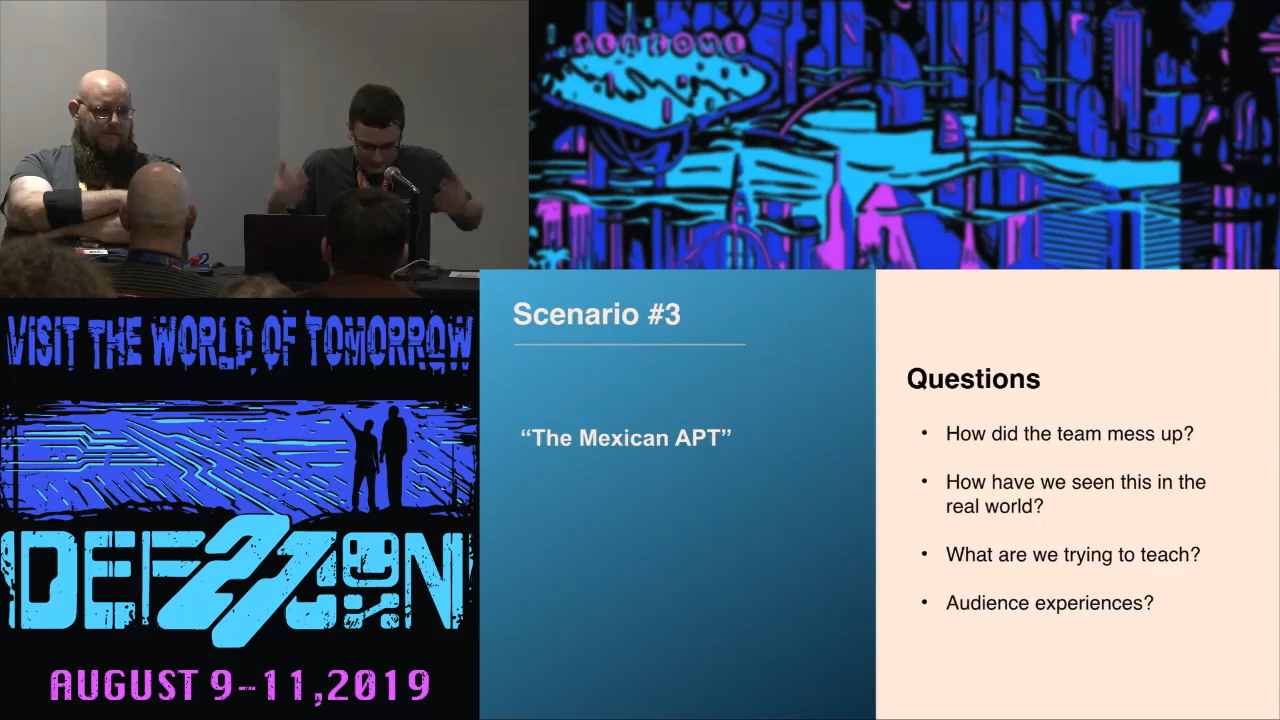 WELCOME
VISIT THE WORLD OF TOMORROW
DEF 27 CON
AUGUST 9-11,2019
Scenario #3
“The Mexican APT”
Questions
• How did the team mess up?
• How have we seen this in the
real world?
• What are we trying to teach?
• Audience experiences?